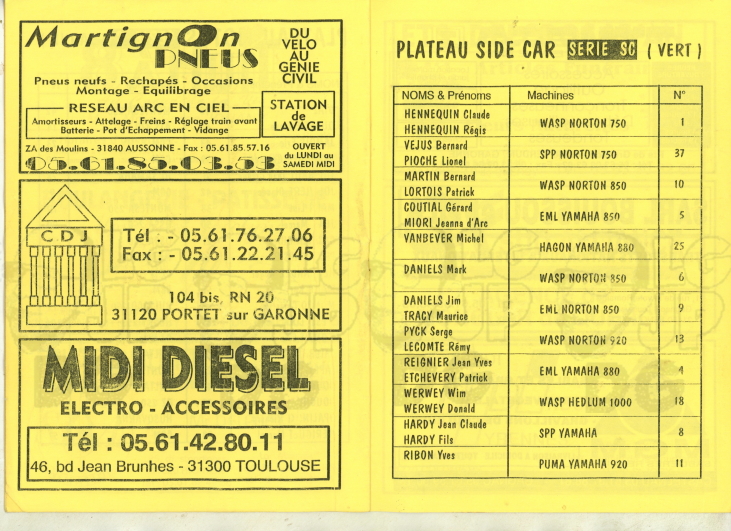 Martignon
PNEUS
DU
VELO
AU
GENIE
CIVIL
Pneus neufs - Rechapés - Occasions
Montage - Equilibrage
RESEAU ARC EN CIEL
Amortisseurs - Attelage - Freins - Réglage train avant
Batterie - Pot d'Echappement - Vidange
STATION
de
LAVAGE
ZA des Moulins - 31840 AUSSONNE - Fax : 05.61.85.57.16
05.61.85.03.53
OUVERT
du LUNDI au
SAMEDI MIDI
CDJ
Tél : - 05.61.76.27.06
Fax : - 05.61.22.21.45
104 bis, RN 20
31120 PORTET sur GARONNE
MIDI DIESEL
ELECTRO - ACCESSOIRES
Tél : 05.61.42.80.11
46, bd Jean Brunhes - 31300 TOULOUSE
PLATEAU SIDE CAR SERIE SC ( VERT )
NOMS & Prénoms Machines N°
HENNEQUIN Claude
HENNEQUIN Régis WASP NORTON 750 1
VEJUS Bernard
PIOCHE Lionel SPP NORTON 750 37
MARTIN Bernard
LORTOIS Patrick WASP NORTON 850 10
COUTIAL Gérard
MIORI Jeanna d'Arc EML YAMAHA 850 5
VANBEVER Michel
HAGON YAMAHA 880 25
DANIELS Mark
WASP NORTON 850 6
DANIELS Jim
TRACY Maurice EML NORTON 850 9
PYCK Serge
LECOMTE Rémy WASP NORTON 920 13
REIGNIER Jean Yves
ETCHEVERY Patrick EML YAMAHA 880 4
WERWEY Wim
WERWEY Donald WASP HEDLUM 1000 18
HARDY Jean Claude
HARDY Fils SPP YAMAHA 8
RIBON Yves
PUMA YAMAHA 920 11